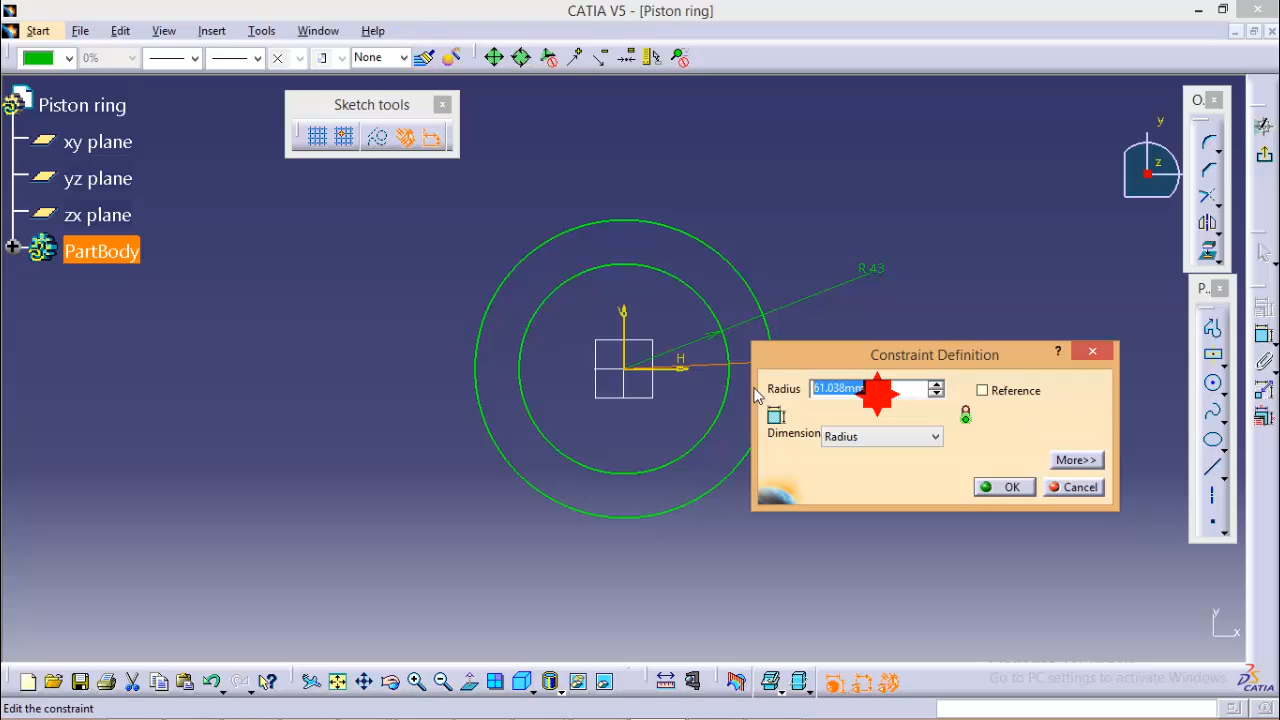 CATIA V5 - [Piston ring]
Start File Edit View Insert Tools Window Help
0% None
Piston ring
xy plane
yz plane
zx plane
PartBody
Sketch tools
O..
y
z
P..
R 43
V
H
Constraint Definition ?
Radius 61.038mm Reference
Dimension Radius
More>>
OK Cancel
y
x
Go to PC settings to activate Windows.
CATIA
Edit the constraint